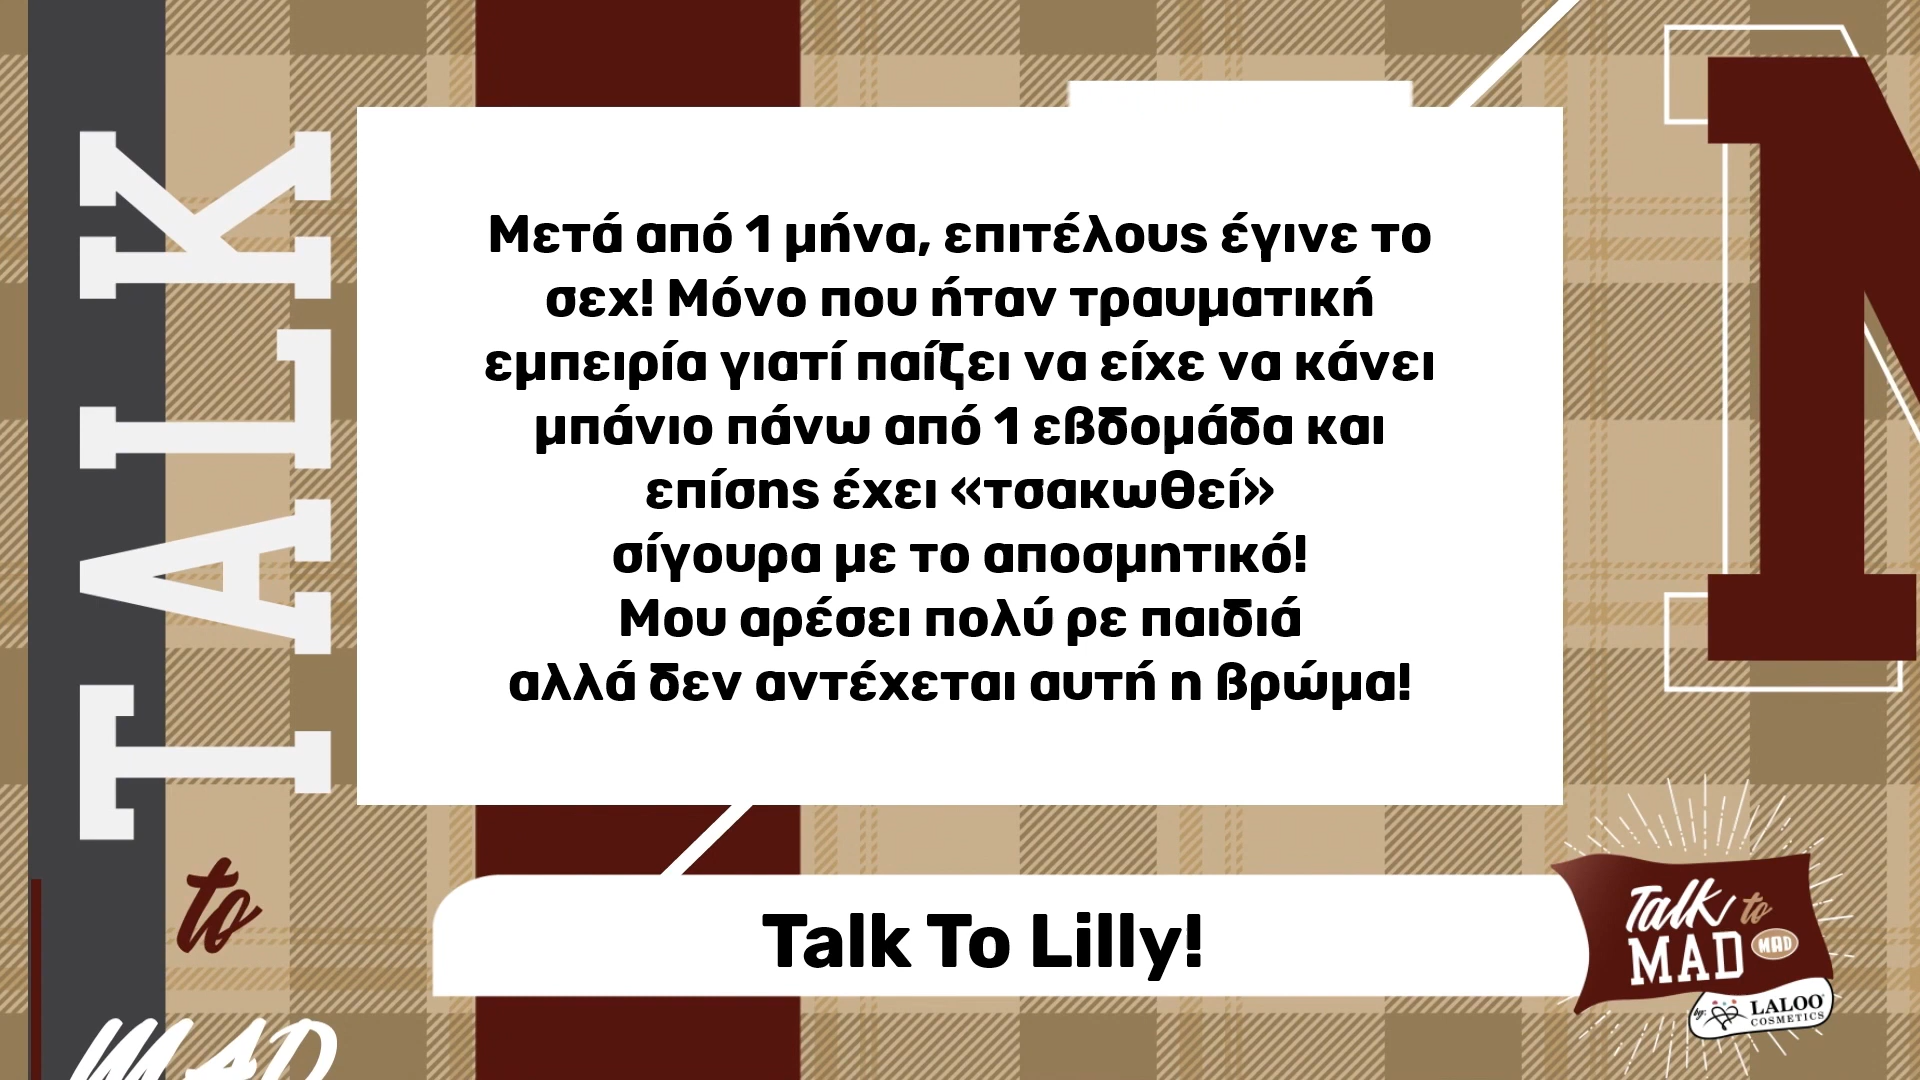 TALK
to
MAD
Μετά από 1 μήνα, επιτέλους έγινε το
σεχ! Μόνο που ήταν τραυματική
εμπειρία γιατί παίζει να είχε να κάνει
μπάνιο πάνω από 1 εβδομάδα και
επίσης έχει «τσακωθεί»
σίγουρα με το αποσμητικό!
Μου αρέσει πολύ ρε παιδιά
αλλά δεν αντέχεται αυτή η βρώμα!
Talk To Lilly!
Talk to
MAD MAD
by: LALOO
COSMETICS